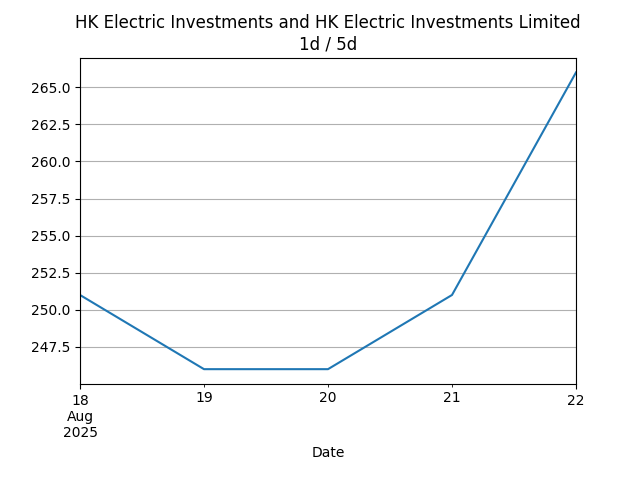 HK Electric Investments and HK Electric Investments Limited
1d / 5d
265.0
262.5
260.0
257.5
255.0
252.5
250.0
247.5
18 19 20 21 22
Aug
2025
Date